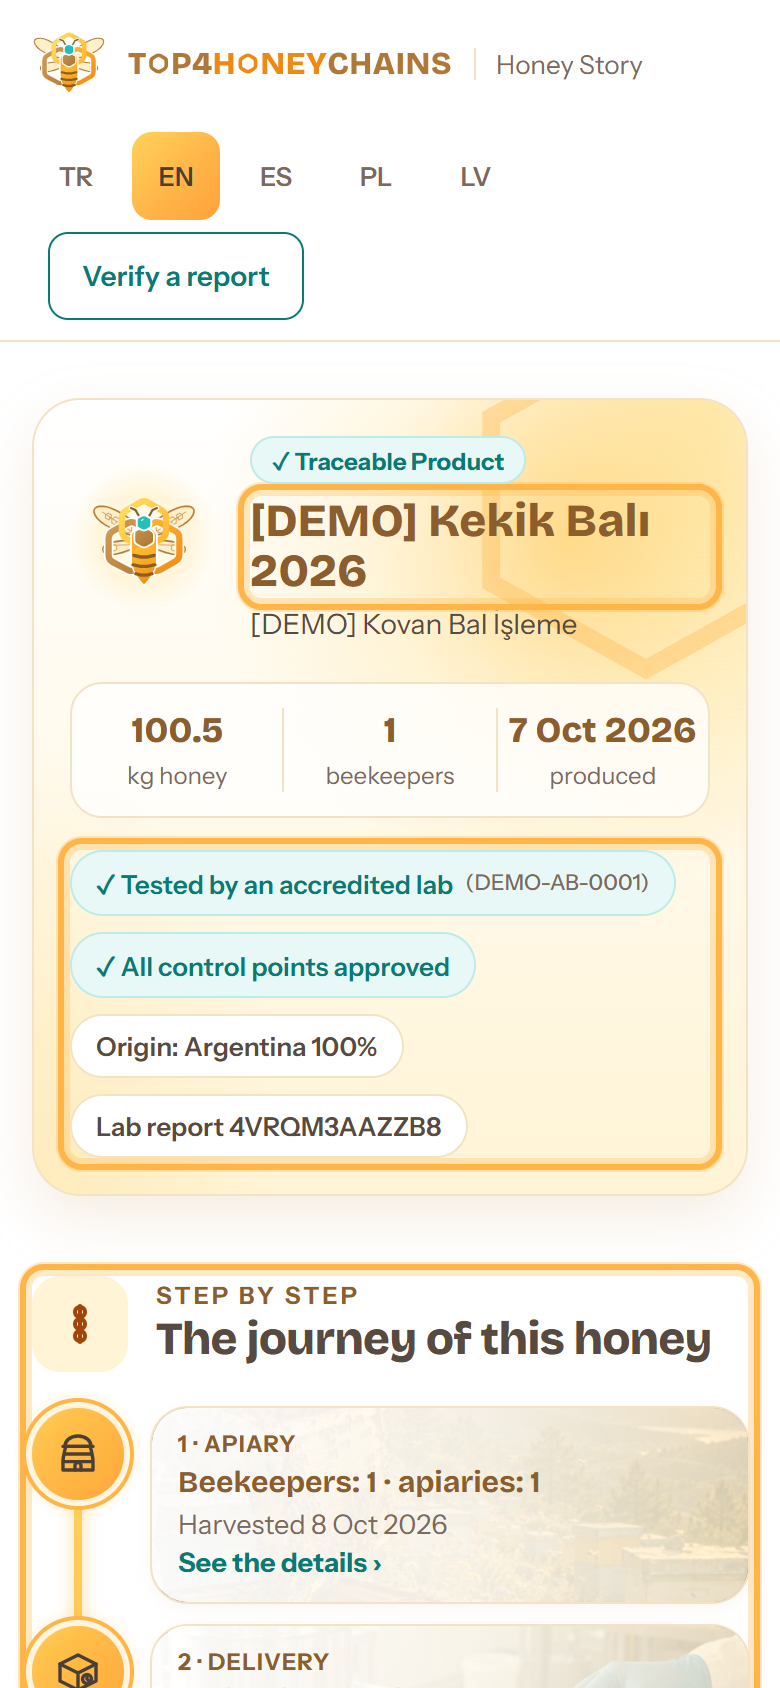 TOP4HONEYCHAINS
Honey Story
TR
EN
ES
PL
LV
Verify a report
✓ Traceable Product
[DEMO] Kekik Balı
2026
[DEMO] Kovan Bal İşleme
100.5
kg honey
1
beekeepers
7 Oct 2026
produced
✓ Tested by an accredited lab (DEMO-AB-0001)
✓ All control points approved
Origin: Argentina 100%
Lab report 4VRQM3AAZZB8
STEP BY STEP
The journey of this honey
1 · APIARY
Beekeepers: 1 · apiaries: 1
Harvested 8 Oct 2026
See the details ›
2 · DELIVERY